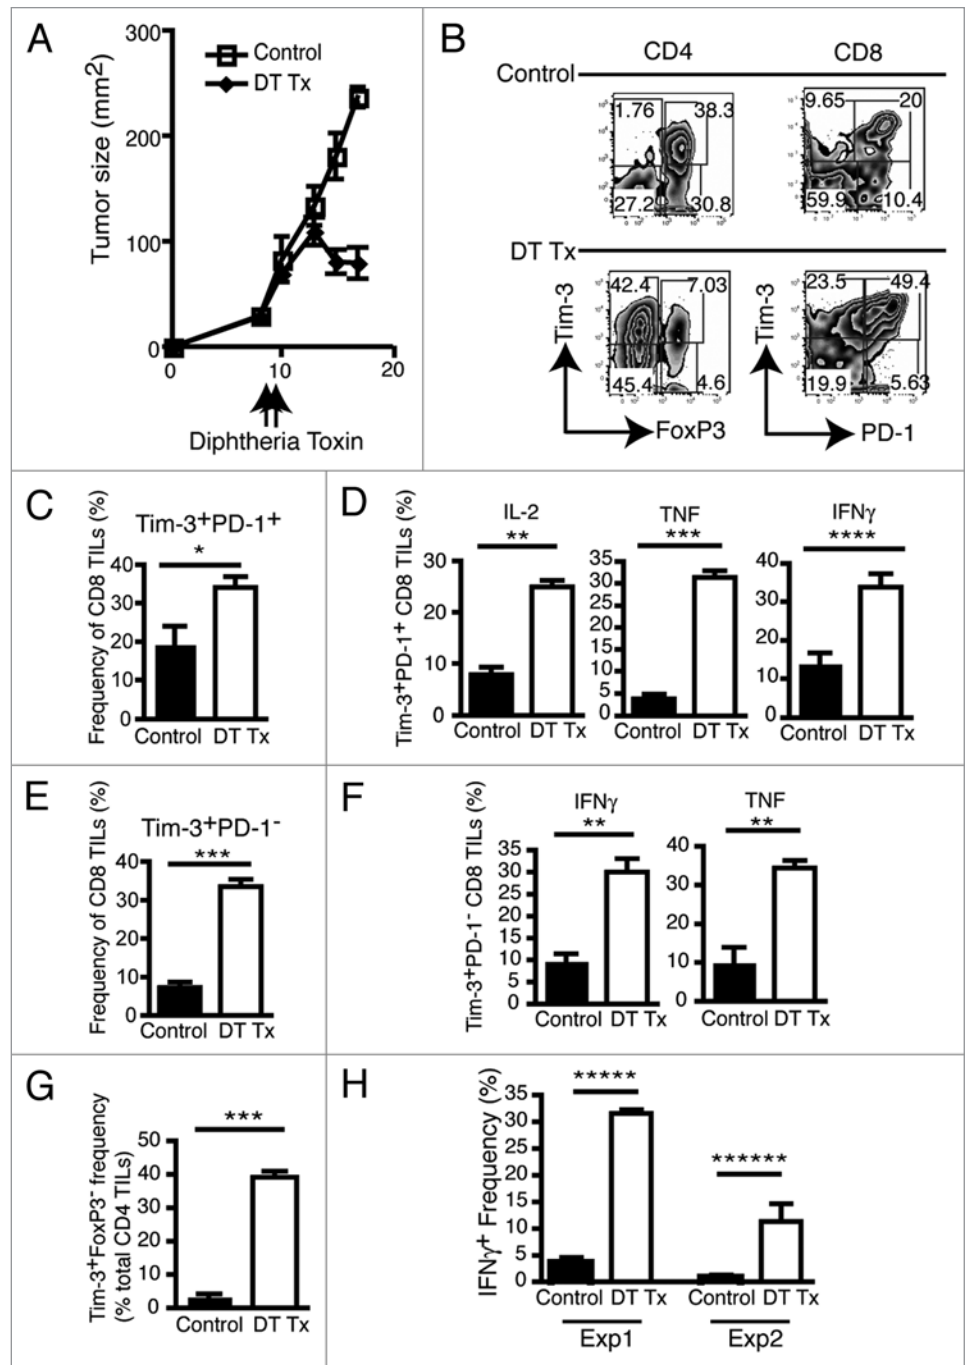 A
300
200
100
0
Tumor size (mm2)
Control
DT Tx
0
10
20
Diphtheria Toxin
B
CD4
CD8
Control
1.76
38.3
27.2
30.8
9.65
20
59.9
10.4
DT Tx
42.4
7.03
45.4
4.6
23.5
49.4
19.9
5.63
Tim-3
FoxP3
Tim-3
PD-1
C
Tim-3+PD-1+
*
Frequency of CD8 TILs (%)
40
30
20
10
0
Control DT Tx
D
Tim-3+PD-1+ CD8 TILs (%)
IL-2
**
30
20
10
0
Control DT Tx
TNF
***
35
30
25
20
15
10
5
0
Control DT Tx
IFNγ
****
40
30
20
10
0
Control DT Tx
E
Tim-3+PD-1-
***
Frequency of CD8 TILs (%)
40
30
20
10
0
Control DT Tx
F
Tim-3+PD-1- CD8 TILs (%)
IFNγ
**
35
30
25
20
15
10
5
0
Control DT Tx
TNF
**
40
30
20
10
0
Control DT Tx
G
Tim-3+FoxP3- frequency
(% total CD4 TILs)
***
50
40
30
20
10
0
Control DT Tx
H
IFNγ+ Frequency (%)
*****
******
35
30
25
20
15
10
5
0
Control DT Tx Control DT Tx
Exp1
Exp2